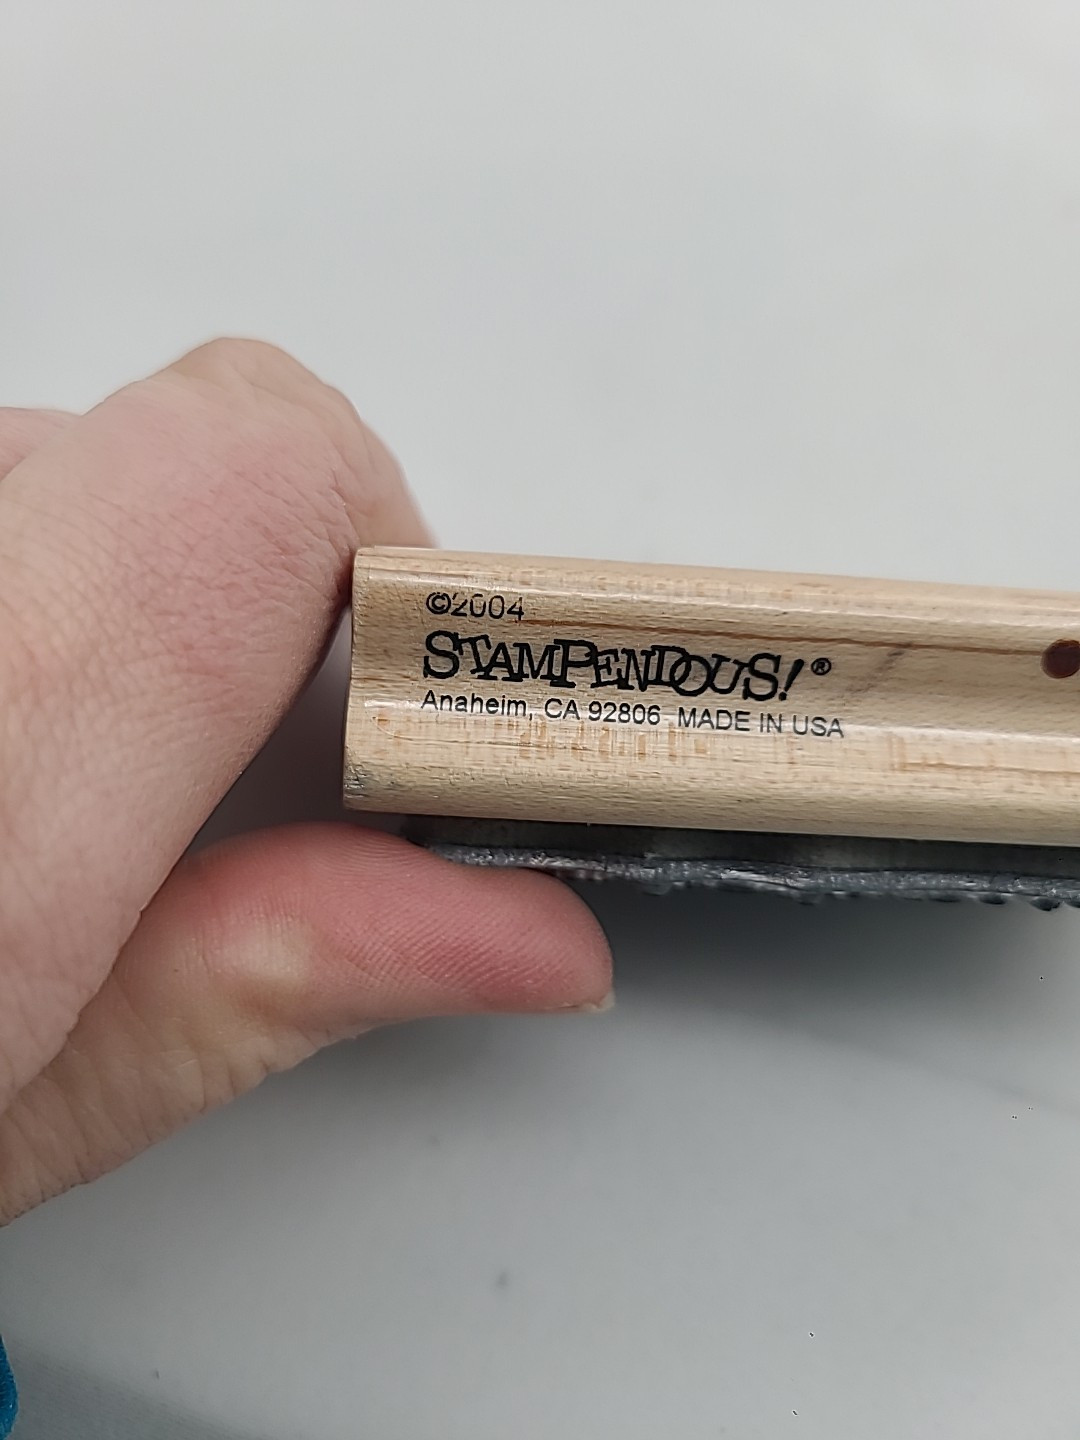 ©2004
STAMPENDOUS!®
Anaheim, CA 92806 MADE IN USA